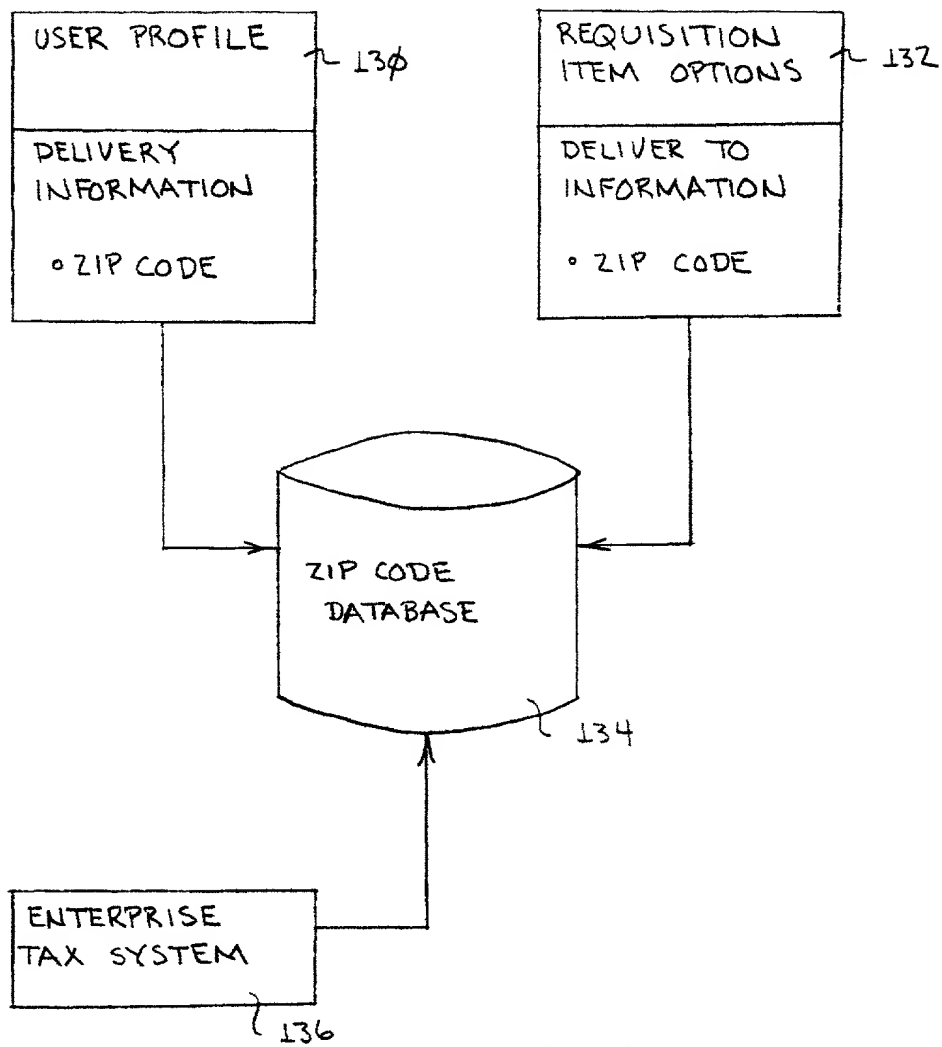 USER PROFILE
130
DELIVERY
INFORMATION
∘ ZIP CODE
REQUISITION
ITEM OPTIONS
132
DELIVER TO
INFORMATION
∘ ZIP CODE
ZIP CODE
DATABASE
134
ENTERPRISE
TAX SYSTEM
136